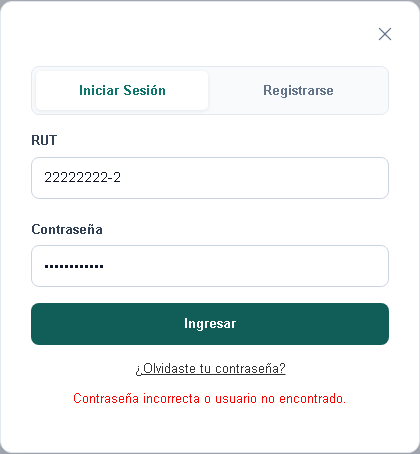 Iniciar Sesión
Registrarse
RUT
22222222-2
Contraseña
••••••••••••
Ingresar
¿Olvidaste tu contraseña?
Contraseña incorrecta o usuario no encontrado.